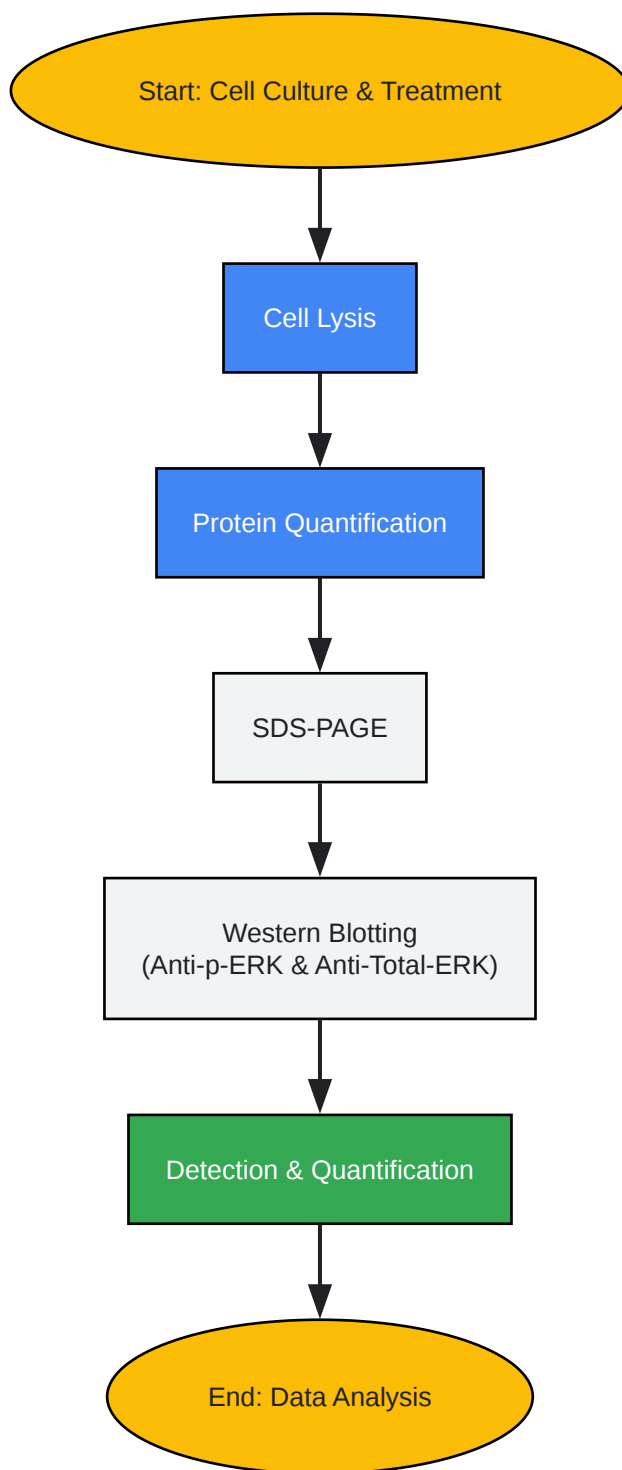 Start: Cell Culture & Treatment
Cell Lysis
Protein Quantification
SDS-PAGE
Western Blotting
(Anti-p-ERK & Anti-Total-ERK)
Detection & Quantification
End: Data Analysis